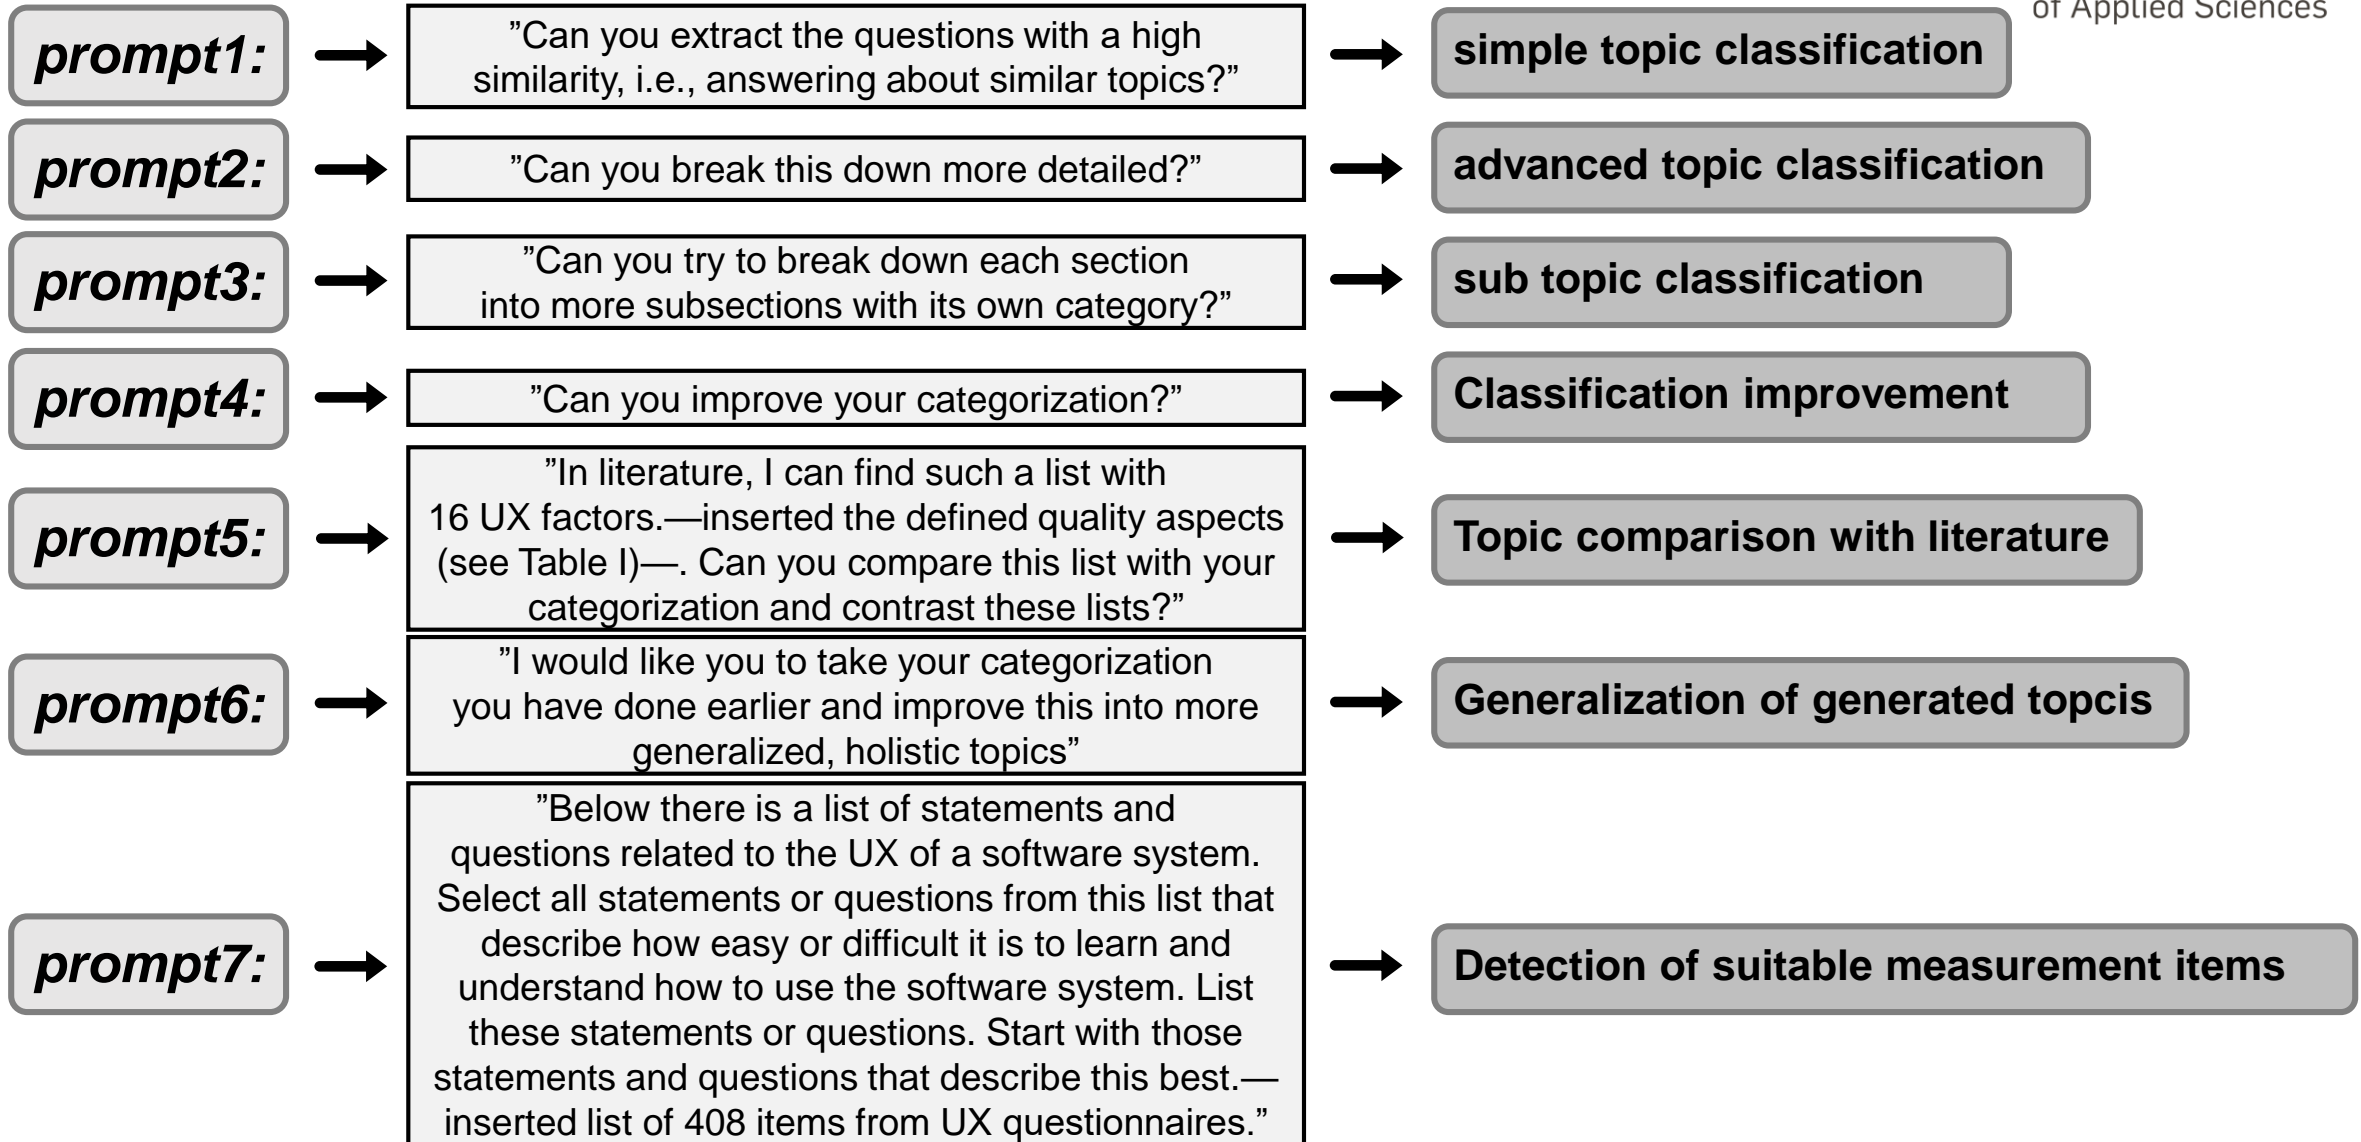 of Applied Sciences
prompt1:
”Can you extract the questions with a high
similarity, i.e., answering about similar topics?”
simple topic classification
prompt2:
”Can you break this down more detailed?”
advanced topic classification
prompt3:
”Can you try to break down each section
into more subsections with its own category?”
sub topic classification
prompt4:
”Can you improve your categorization?”
Classification improvement
prompt5:
”In literature, I can find such a list with
16 UX factors.—inserted the defined quality aspects
(see Table I)—. Can you compare this list with your
categorization and contrast these lists?”
Topic comparison with literature
prompt6:
”I would like you to take your categorization
you have done earlier and improve this into more
generalized, holistic topics”
Generalization of generated topcis
prompt7:
”Below there is a list of statements and
questions related to the UX of a software system.
Select all statements or questions from this list that
describe how easy or difficult it is to learn and
understand how to use the software system. List
these statements or questions. Start with those
statements and questions that describe this best.—
inserted list of 408 items from UX questionnaires.”
Detection of suitable measurement items